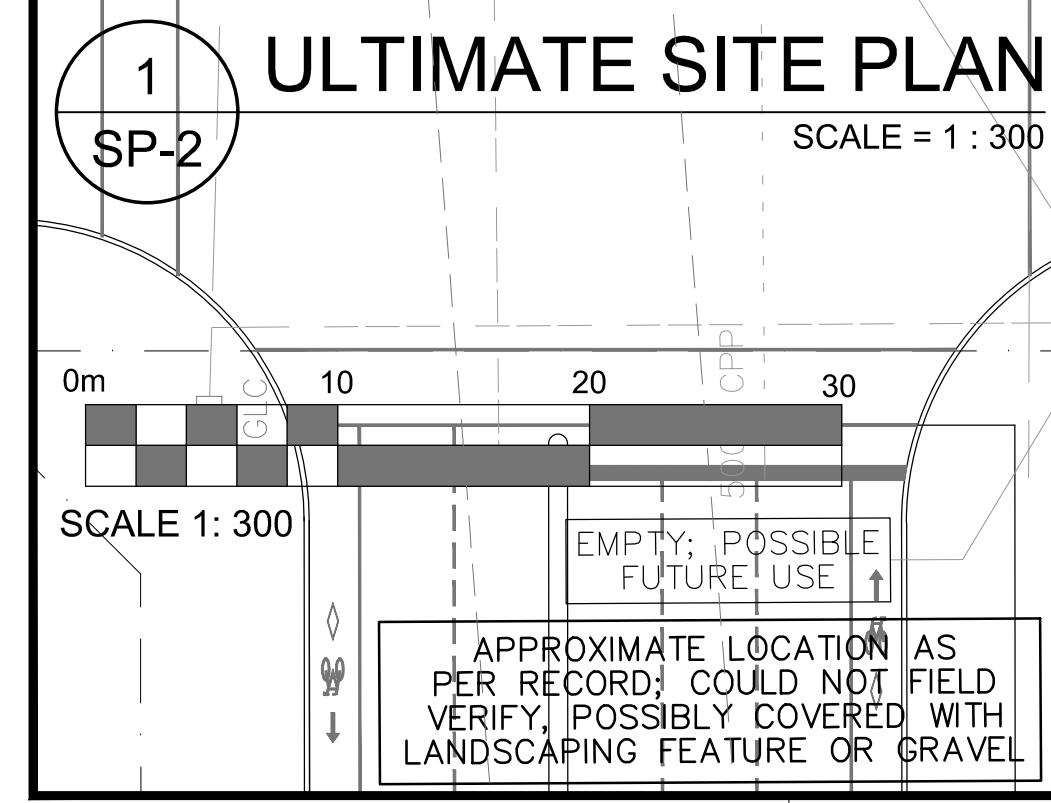 1
SP-2
ULTIMATE SITE PLAN
SCALE = 1 : 300
0m 10 20 30
GLC
500 CPP
SCALE 1: 300
EMPTY; POSSIBLE
FUTURE USE
APPROXIMATE LOCATION AS
PER RECORD; COULD NOT FIELD
VERIFY, POSSIBLY COVERED WITH
LANDSCAPING FEATURE OR GRAVEL